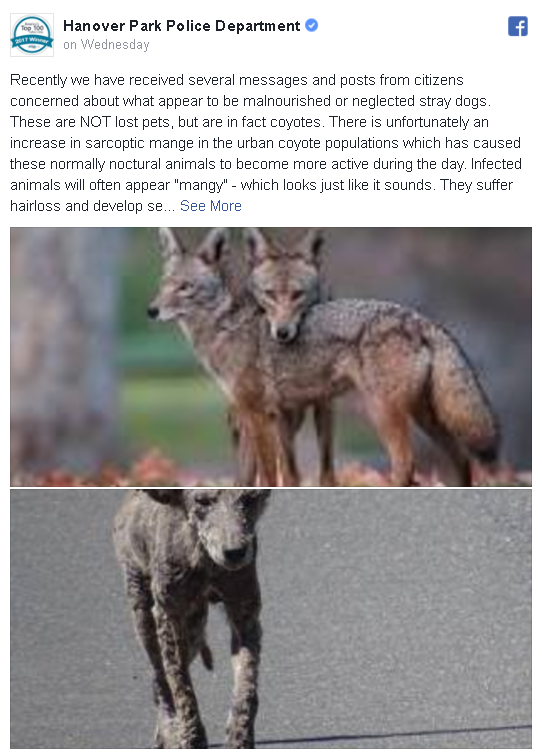 Hanover Park Police Department
on Wednesday
Recently we have received several messages and posts from citizens
concerned about what appear to be malnourished or neglected stray dogs.
These are NOT lost pets, but are in fact coyotes. There is unfortunately an
increase in sarcoptic mange in the urban coyote populations which has caused
these normally noctural animals to become more active during the day. Infected
animals will often appear "mangy" - which looks just like it sounds. They suffer
hairloss and develop se... See More
Top 100
2017 Winner